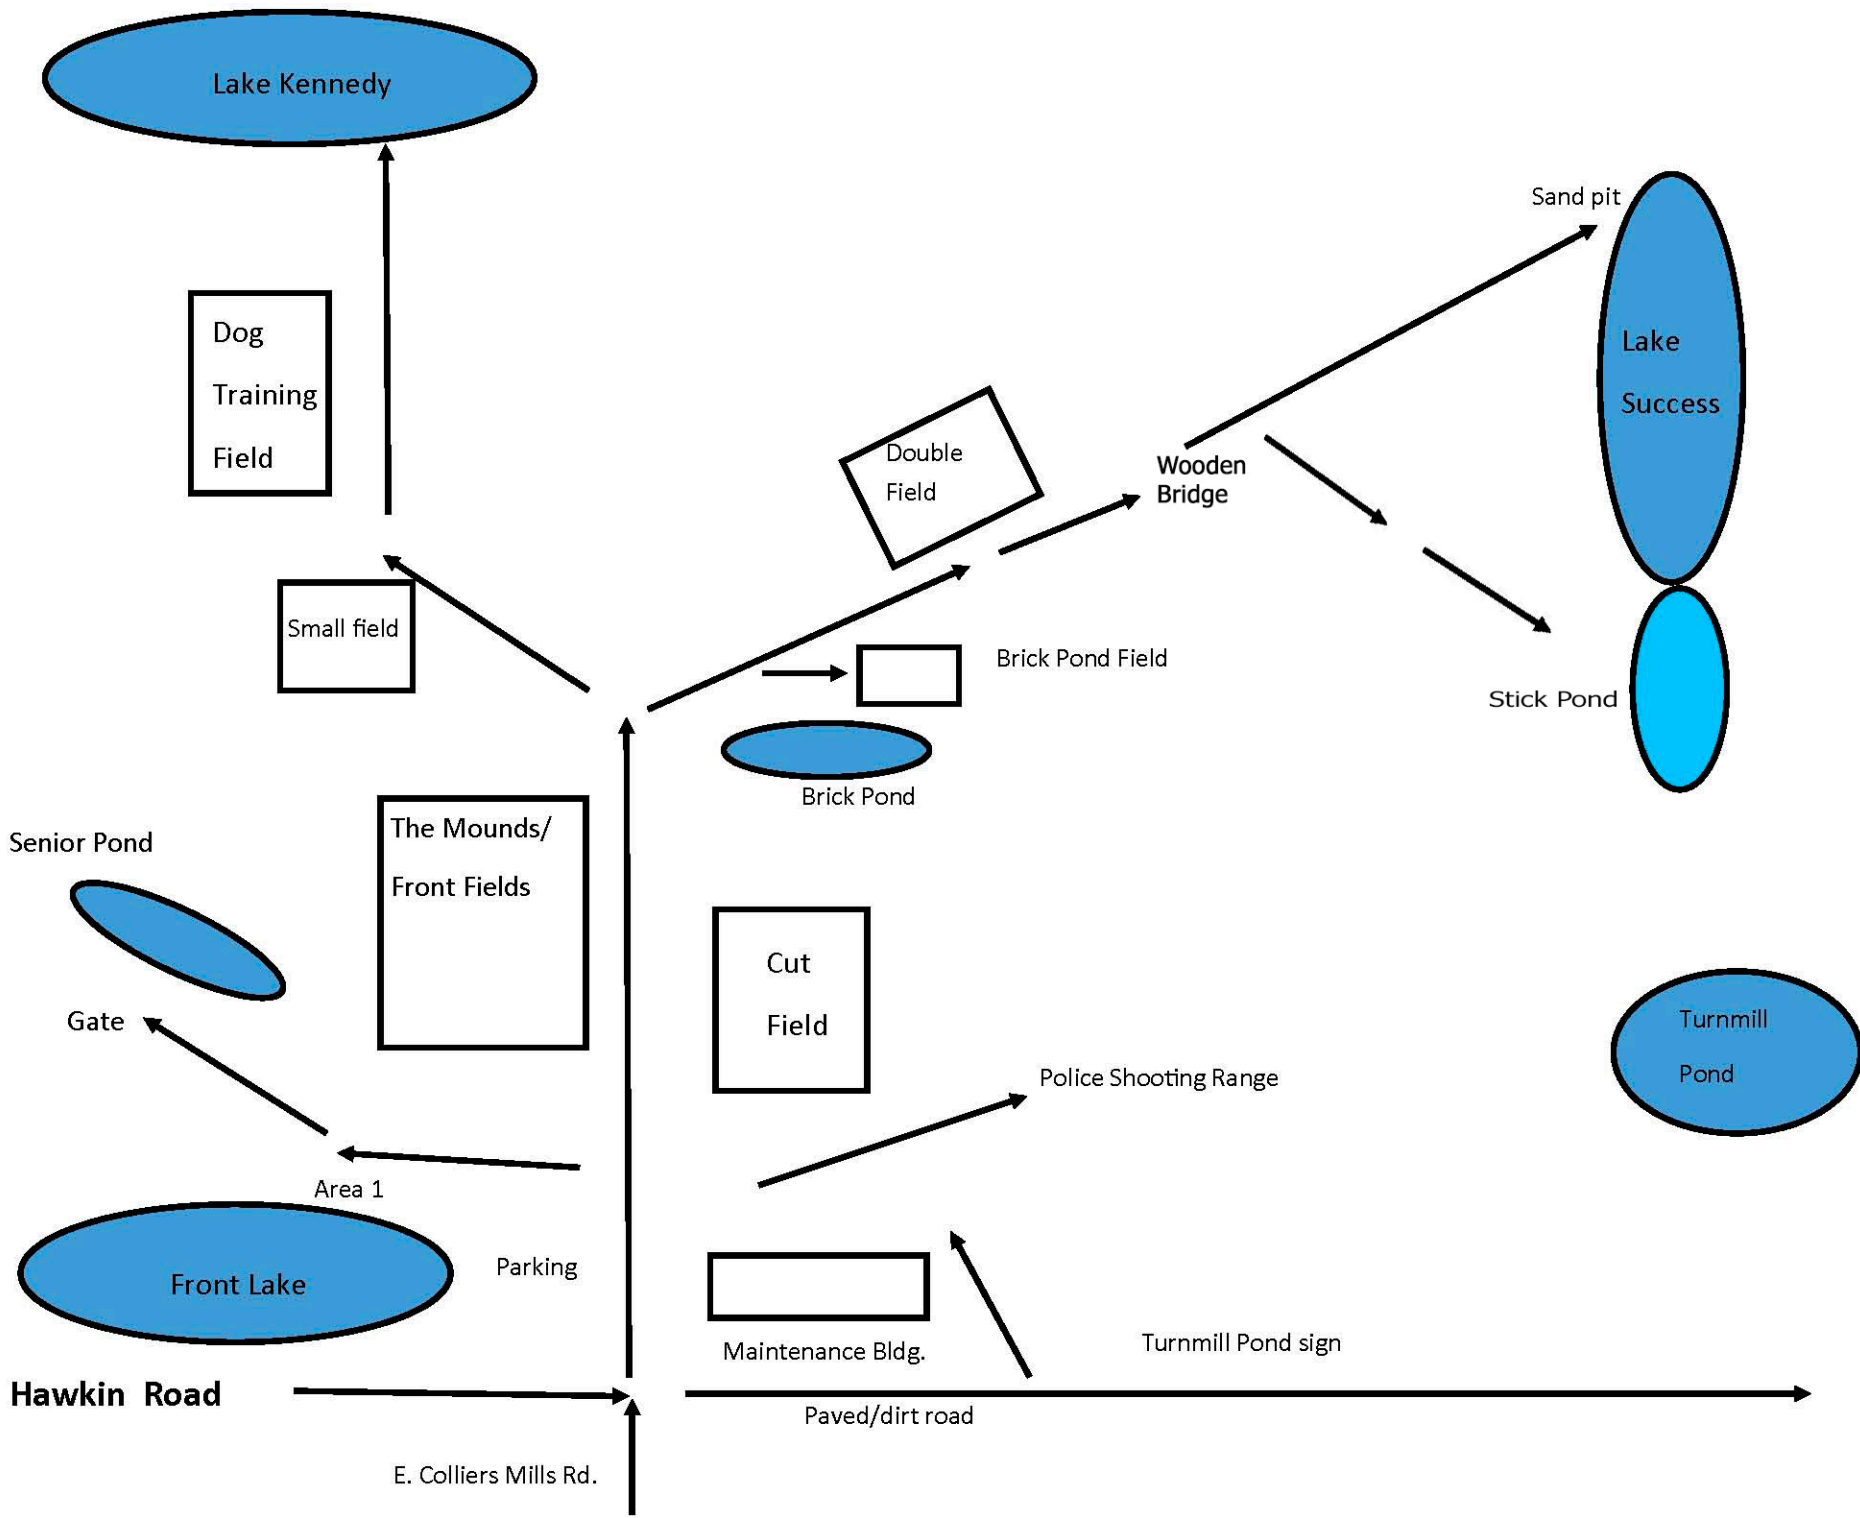 Lake Kennedy
Sand pit
Dog
Training
Field
Lake
Success
Double
Field
Wooden
Bridge
Small field
Brick Pond Field
Stick Pond
Brick Pond
The Mounds/
Front Fields
Senior Pond
Cut
Field
Gate
Turnmill
Pond
Police Shooting Range
Area 1
Parking
Front Lake
Maintenance Bldg.
Turnmill Pond sign
Hawkin Road
Paved/dirt road
E. Colliers Mills Rd.